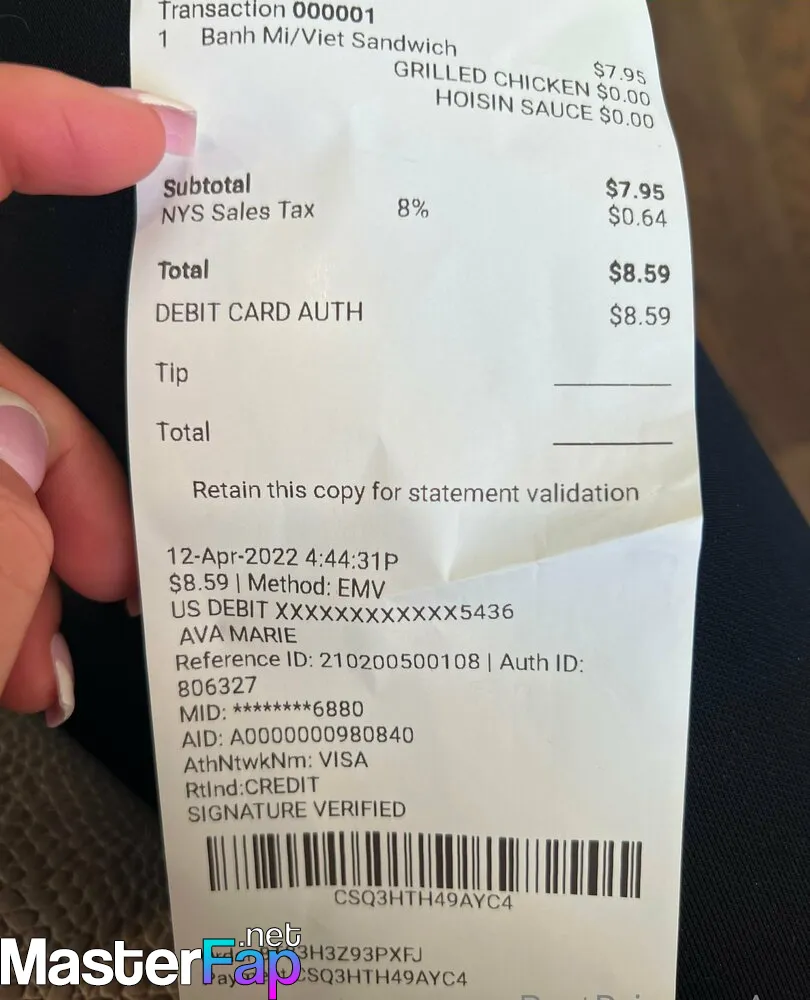 Transaction 000001
1 Banh Mi/Viet Sandwich
$7.95
GRILLED CHICKEN $0.00
HOISIN SAUCE $0.00
Subtotal $7.95
NYS Sales Tax 8% $0.64
Total $8.59
DEBIT CARD AUTH $8.59
Tip
Total
Retain this copy for statement validation
12-Apr-2022 4:44:31P
$8.59 | Method: EMV
US DEBIT XXXXXXXXXXXX5436
AVA MARIE
Reference ID: 210200500108 | Auth ID:
806327
MID: ********6880
AID: A0000000980840
AthNtwkNm: VISA
RtInd:CREDIT
SIGNATURE VERIFIED
CSQ3HTH49AYC4
3H3Z93PXFJ
CSQ3HTH49AYC4
MasterFap.net